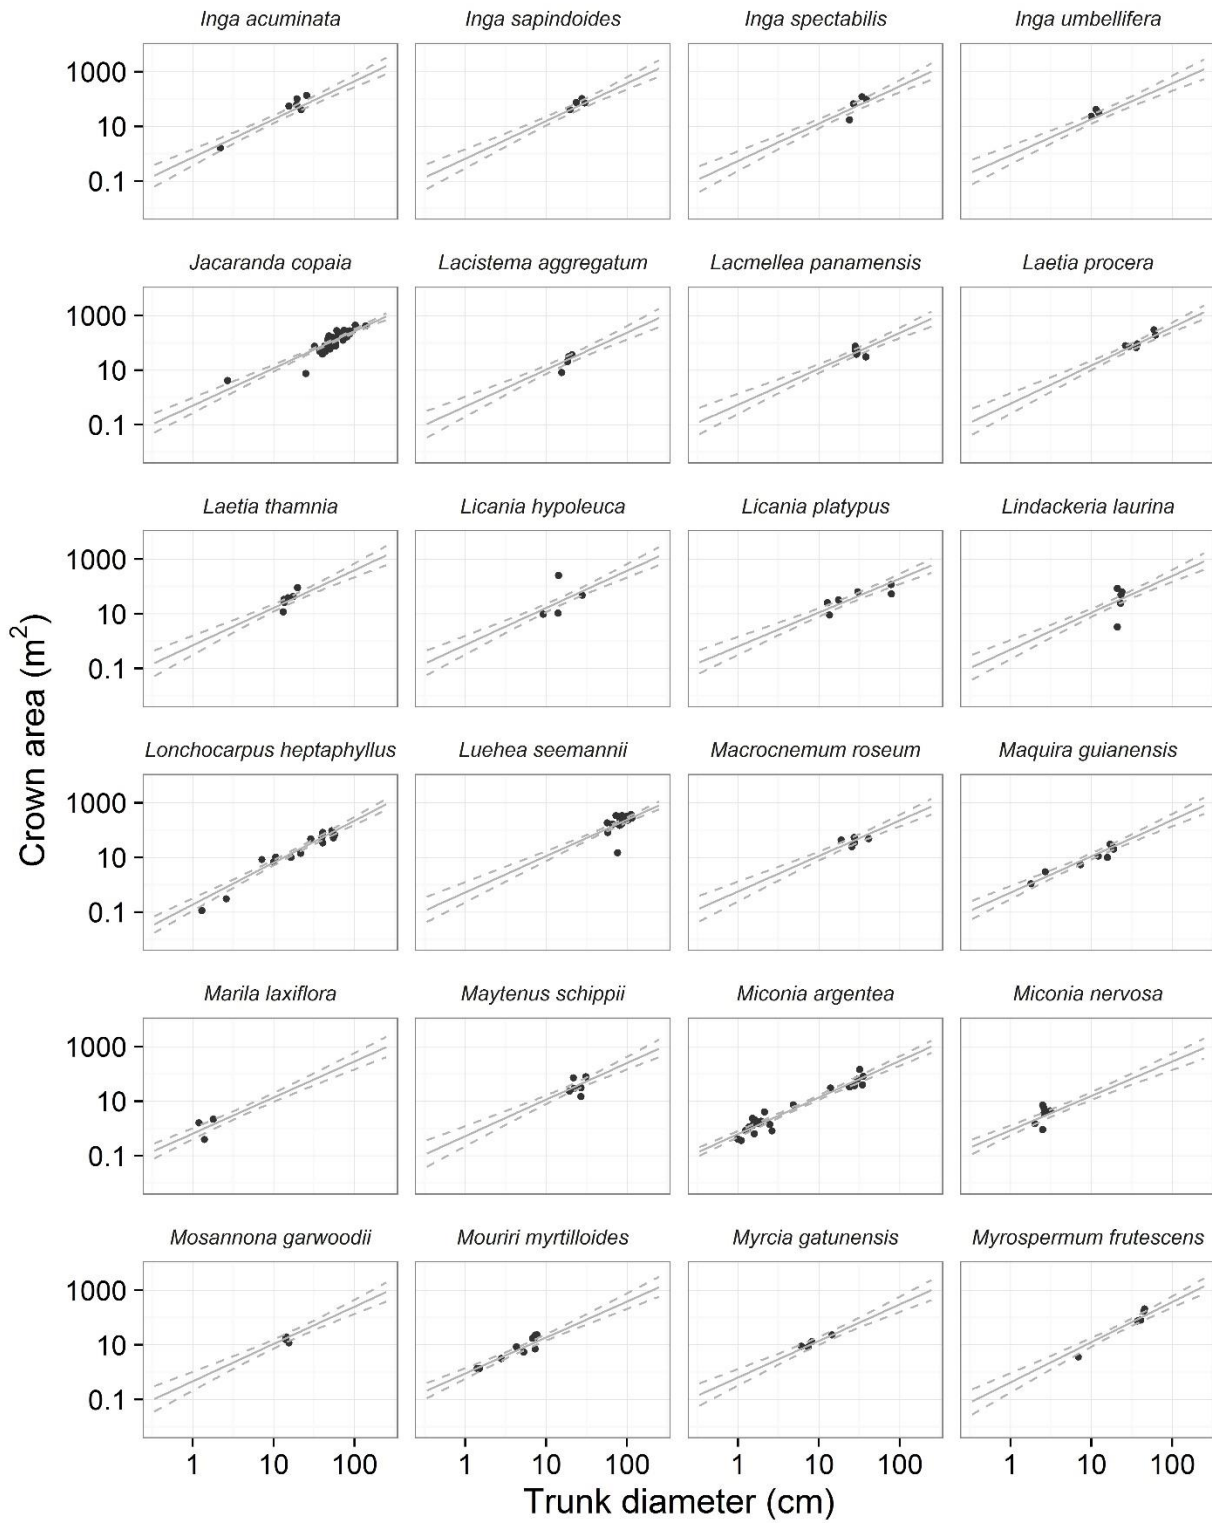 Inga acuminata Inga sapindoides Inga spectabilis Inga umbellifera
1000
10
0.1
Jacaranda copaia Lacistema aggregatum Lacmellea panamensis Laetia procera
1000
10
0.1
Laetia thamnia Licania hypoleuca Licania platypus Lindackeria laurina
1000
10
0.1
Crown area (m²)
Lonchocarpus heptaphyllus Luehea seemannii Macrocnemum roseum Maquira guianensis
1000
10
0.1
Marila laxiflora Maytenus schippii Miconia argentea Miconia nervosa
1000
10
0.1
Mosannona garwoodii Mouriri myrtilloides Myrcia gatunensis Myrospermum frutescens
1000
10
0.1
1 10 100 1 10 100 1 10 100 1 10 100
Trunk diameter (cm)